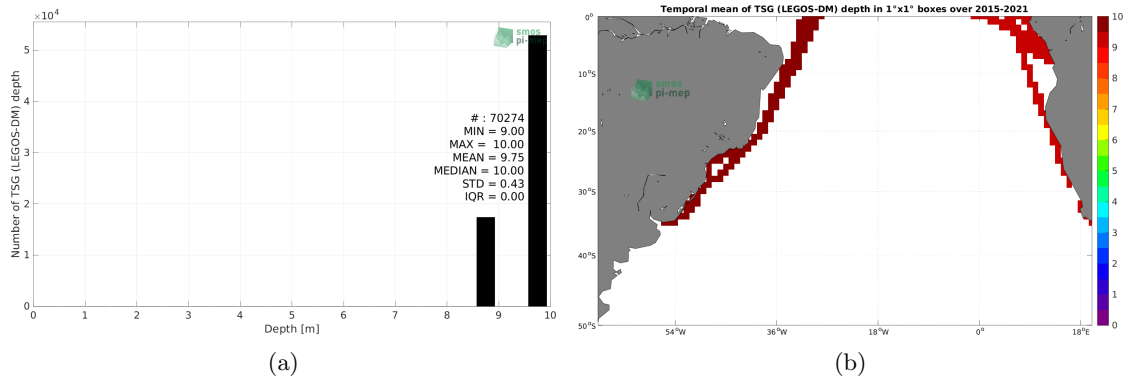 ×10⁴
5
4
3
2
1
0
Number of TSG (LEGOS-DM) depth
smos
pi-mep
# : 70274
MIN = 9.00
MAX = 10.00
MEAN = 9.75
MEDIAN = 10.00
STD = 0.43
IQR = 0.00
0 1 2 3 4 5 6 7 8 9 10
Depth [m]
(a)
Temporal mean of TSG (LEGOS-DM) depth in 1°x1° boxes over 2015-2021
0°
10°S
20°S
30°S
40°S
50°S
smos
pi-mep
54°W 36°W 18°W 0° 18°E
10
9
8
7
6
5
4
3
2
1
0
(b)